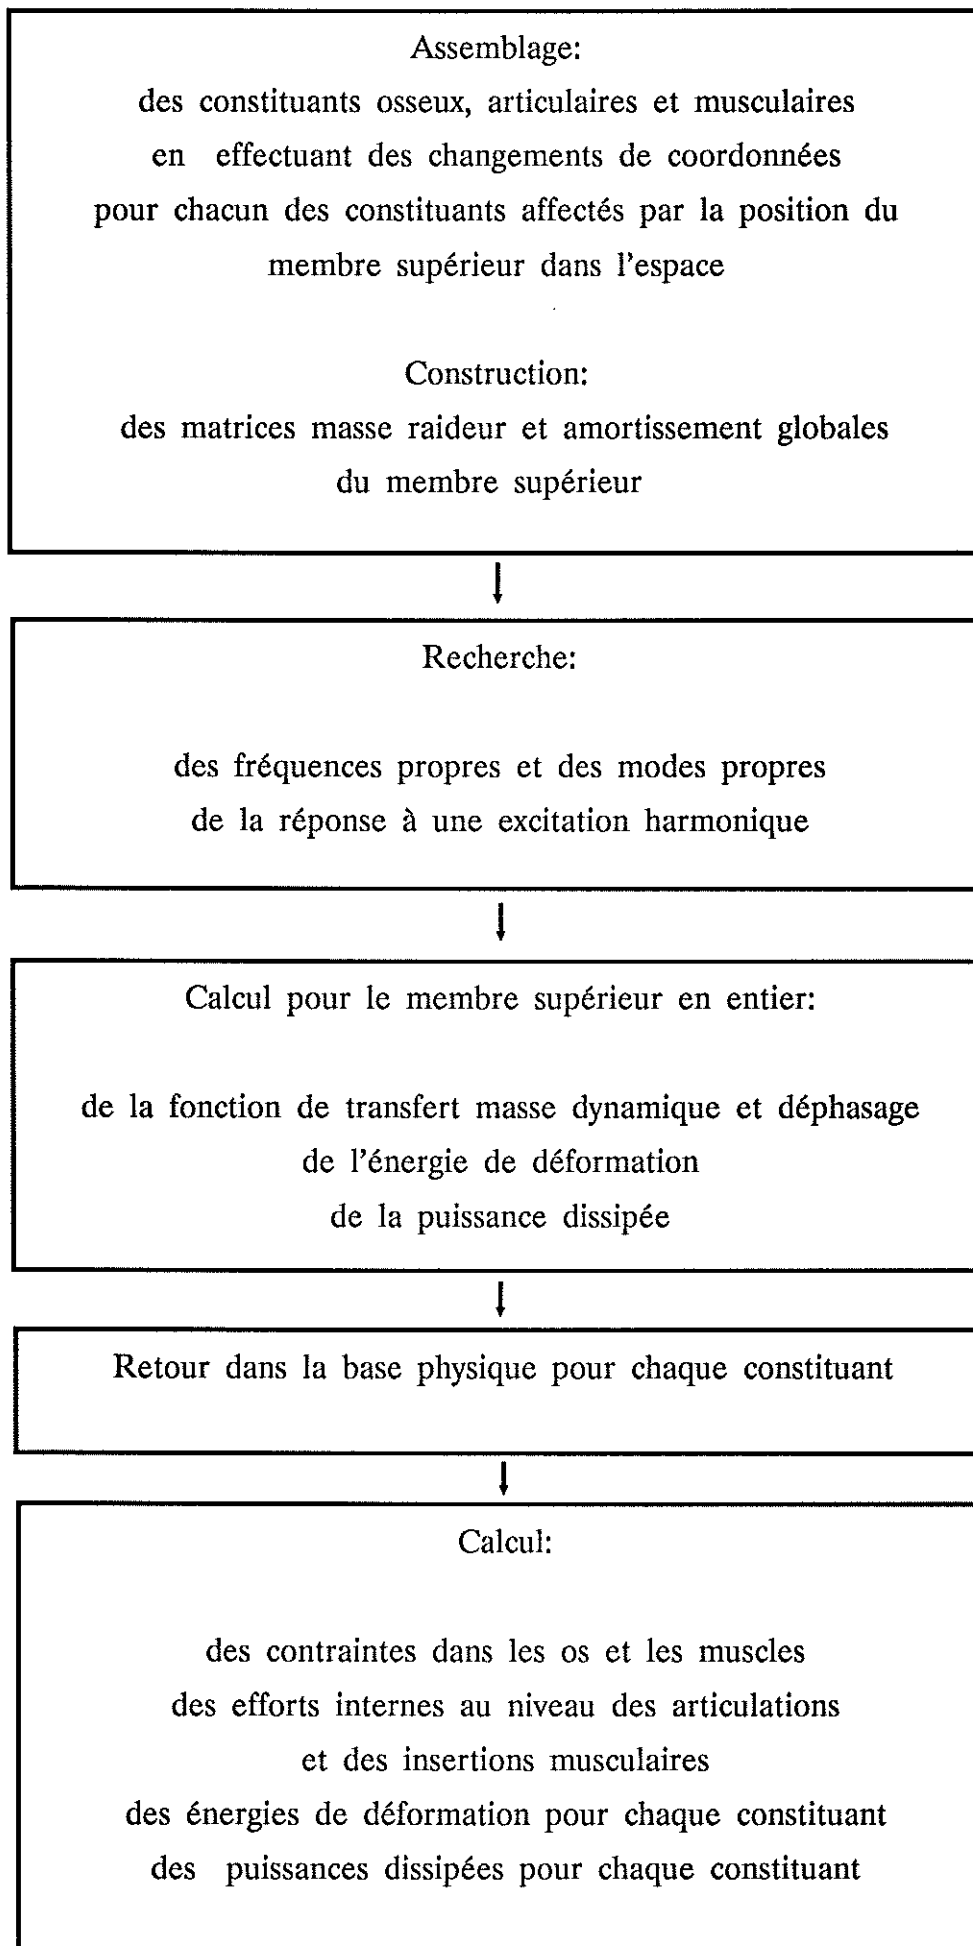 Assemblage:
des constituants osseux, articulaires et musculaires
en effectuant des changements de coordonnées
pour chacun des constituants affectés par la position du
membre supérieur dans l'espace
Construction:
des matrices masse raideur et amortissement globales
du membre supérieur
Recherche:
des fréquences propres et des modes propres
de la réponse à une excitation harmonique
Calcul pour le membre supérieur en entier:
de la fonction de transfert masse dynamique et déphasage
de l'énergie de déformation
de la puissance dissipée
Retour dans la base physique pour chaque constituant
Calcul:
des contraintes dans les os et les muscles
des efforts internes au niveau des articulations
et des insertions musculaires
des énergies de déformation pour chaque constituant
des puissances dissipées pour chaque constituant